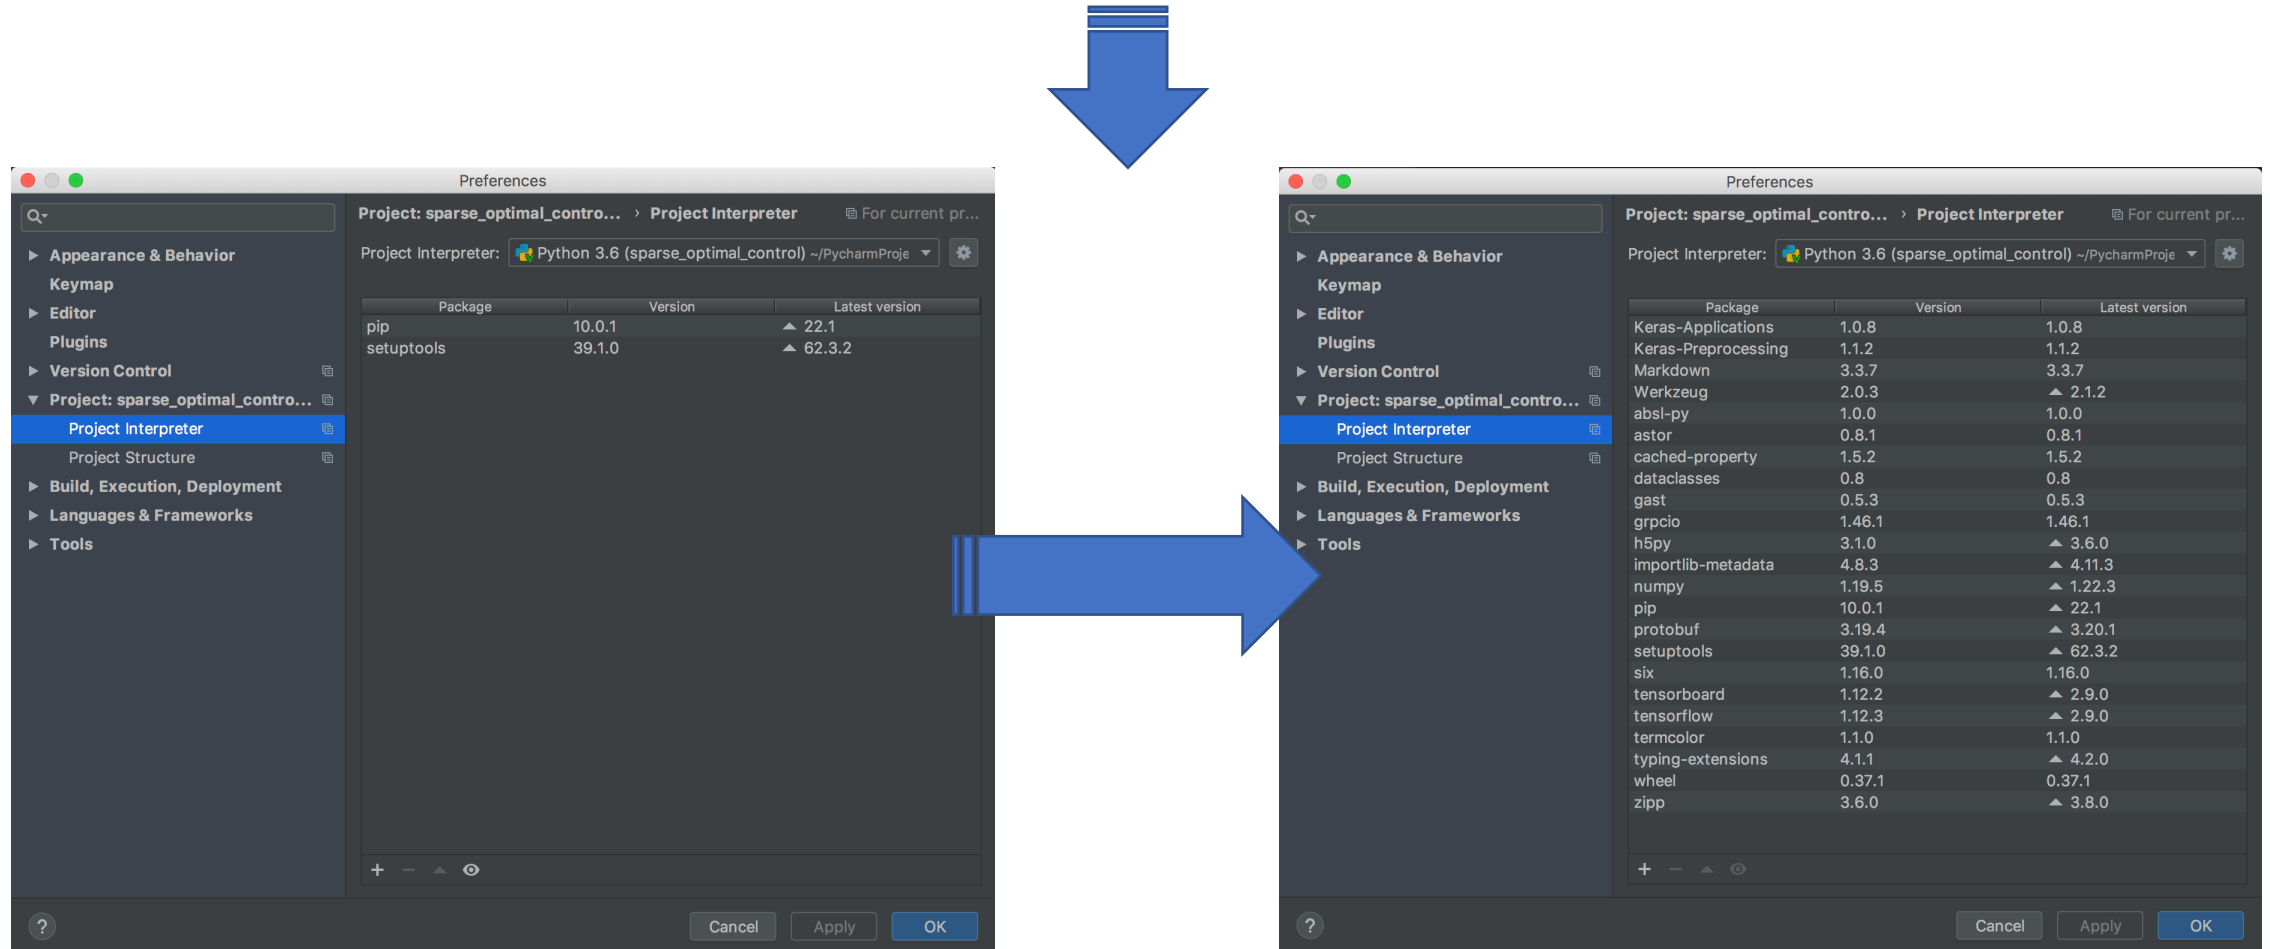 Preferences
Project: sparse_optimal_contro... › Project Interpreter For current pr...
Project Interpreter: Python 3.6 (sparse_optimal_control) ~/PycharmProje
Appearance & Behavior
Keymap
Editor
Plugins
Version Control
Project: sparse_optimal_contro...
Project Interpreter
Project Structure
Build, Execution, Deployment
Languages & Frameworks
Tools
Package Version Latest version
pip 10.0.1 22.1
setuptools 39.1.0 62.3.2
? Cancel Apply OK
Preferences
Project: sparse_optimal_contro... › Project Interpreter For current pr...
Project Interpreter: Python 3.6 (sparse_optimal_control) ~/PycharmProje
Appearance & Behavior
Keymap
Editor
Plugins
Version Control
Project: sparse_optimal_contro...
Project Interpreter
Project Structure
Build, Execution, Deployment
Languages & Frameworks
Tools
Package Version Latest version
Keras-Applications 1.0.8 1.0.8
Keras-Preprocessing 1.1.2 1.1.2
Markdown 3.3.7 3.3.7
Werkzeug 2.0.3 2.1.2
absl-py 1.0.0 1.0.0
astor 0.8.1 0.8.1
cached-property 1.5.2 1.5.2
dataclasses 0.8 0.8
gast 0.5.3 0.5.3
grpcio 1.46.1 1.46.1
h5py 3.1.0 3.6.0
importlib-metadata 4.8.3 4.11.3
numpy 1.19.5 1.22.3
pip 10.0.1 22.1
protobuf 3.19.4 3.20.1
setuptools 39.1.0 62.3.2
six 1.16.0 1.16.0
tensorboard 1.12.2 2.9.0
tensorflow 1.12.3 2.9.0
termcolor 1.1.0 1.1.0
typing-extensions 4.1.1 4.2.0
wheel 0.37.1 0.37.1
zipp 3.6.0 3.8.0
? Cancel Apply OK